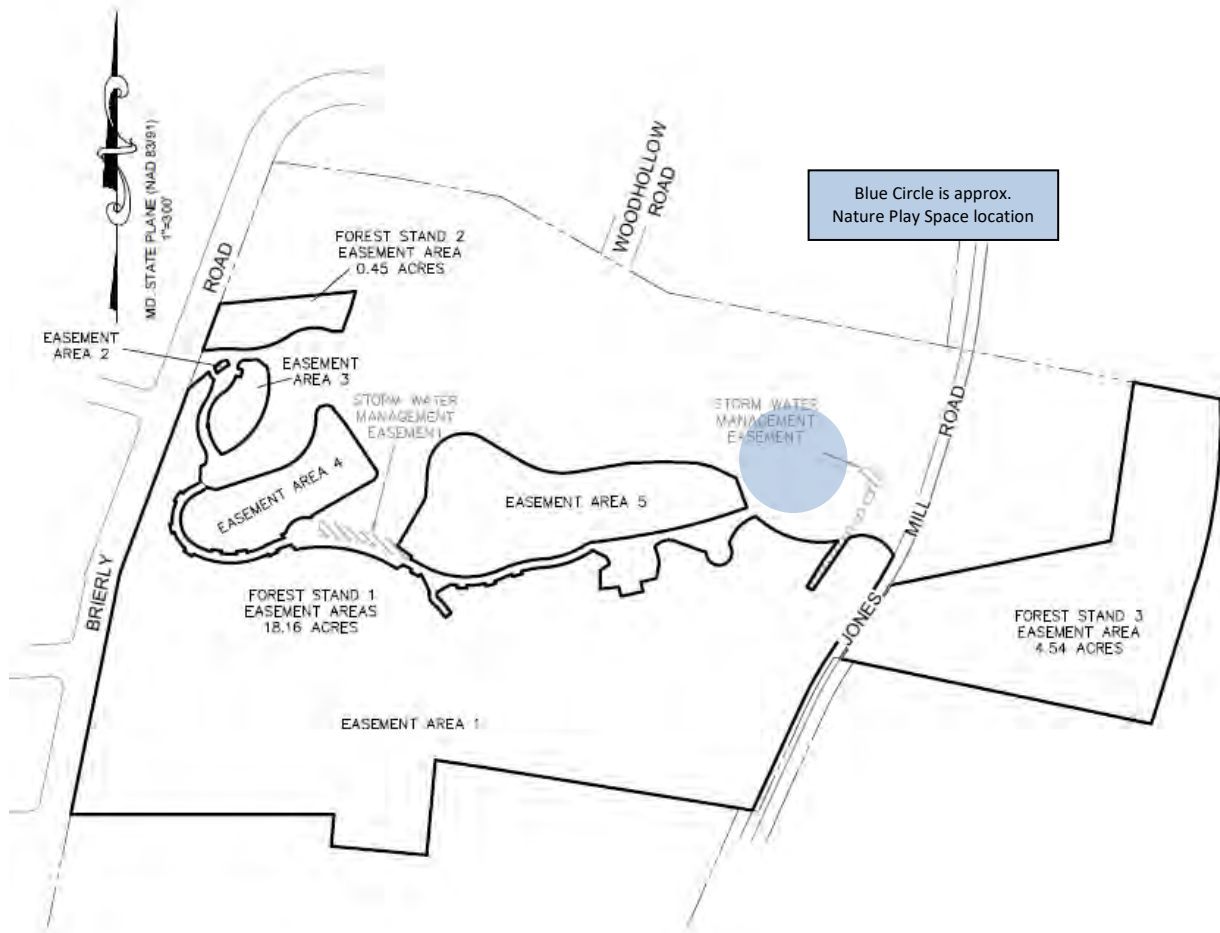 MD. STATE PLANE (NAD 83/91)
1"=300'
ROAD
BRIERLY
WOODHOLLOW
ROAD
Blue Circle is approx.
Nature Play Space location
FOREST STAND 2
EASEMENT AREA
0.45 ACRES
EASEMENT
AREA 2
EASEMENT
AREA 3
STORM WATER
MANAGEMENT
EASEMENT
STORM WATER
MANAGEMENT
EASEMENT
EASEMENT AREA 4
EASEMENT AREA 5
ROAD
MILL
JONES
FOREST STAND 1
EASEMENT AREAS
18.16 ACRES
FOREST STAND 3
EASEMENT AREA
4.54 ACRES
EASEMENT AREA 1